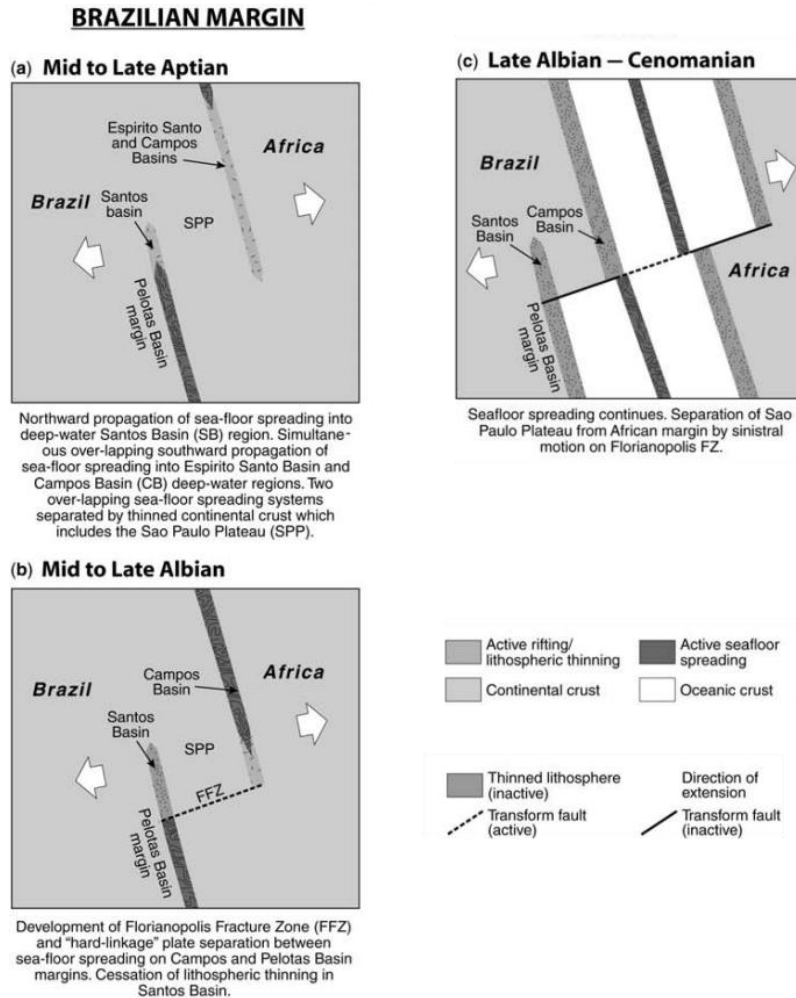 BRAZILIAN MARGIN
(a) Mid to Late Aptian
Espirito Santo
and Campos
Basins
Africa
Brazil
Santos
basin
SPP
Pelotas Basin
margin
Northward propagation of sea-floor spreading into
deep-water Santos Basin (SB) region. Simultane-
ous over-lapping southward propagation of
sea-floor spreading into Espirito Santo Basin and
Campos Basin (CB) deep-water regions. Two
over-lapping sea-floor spreading systems
separated by thinned continental crust which
includes the Sao Paulo Plateau (SPP).
(b) Mid to Late Albian
Campos
Basin
Africa
Brazil
Santos
Basin
SPP
FFZ
Pelotas Basin
margin
Development of Florianopolis Fracture Zone (FFZ)
and "hard-linkage" plate separation between
sea-floor spreading on Campos and Pelotas Basin
margins. Cessation of lithospheric thinning in
Santos Basin.
(c) Late Albian — Cenomanian
Brazil
Campos
Basin
Santos
Basin
Africa
Pelotas Basin
margin
Seafloor spreading continues. Separation of Sao
Paulo Plateau from African margin by sinistral
motion on Florianopolis FZ.
Active rifting/
lithospheric thinning
Active seafloor
spreading
Continental crust
Oceanic crust
Thinned lithosphere
(inactive)
Direction of
extension
Transform fault
(active)
Transform fault
(inactive)